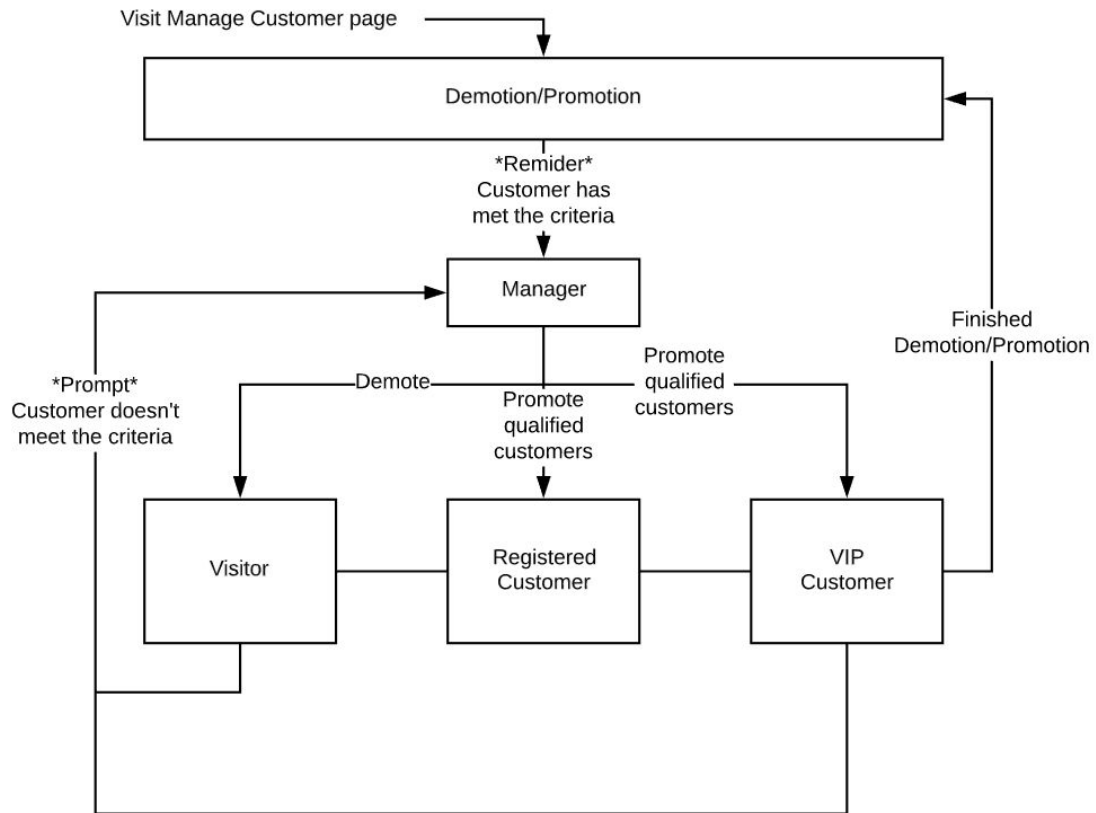 Visit Manage Customer page
Demotion/Promotion
*Remider*
Customer has
met the criteria
Manager
Finished
Demotion/Promotion
*Prompt*
Customer doesn't
meet the criteria
Demote
Promote
qualified
customers
Promote
qualified
customers
Visitor
Registered
Customer
VIP
Customer